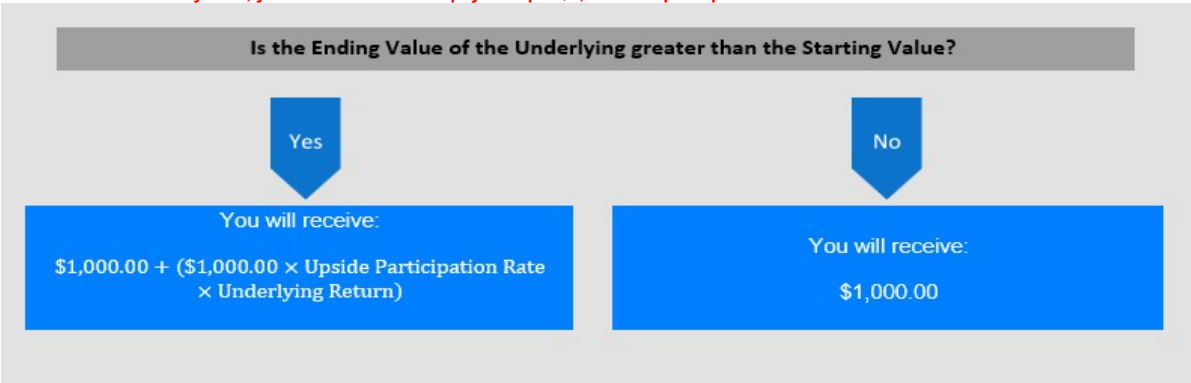 Is the Ending Value of the Underlying greater than the Starting Value?
Yes
No
You will receive:
$1,000.00 + ($1,000.00 × Upside Participation Rate
× Underlying Return)
You will receive:
$1,000.00